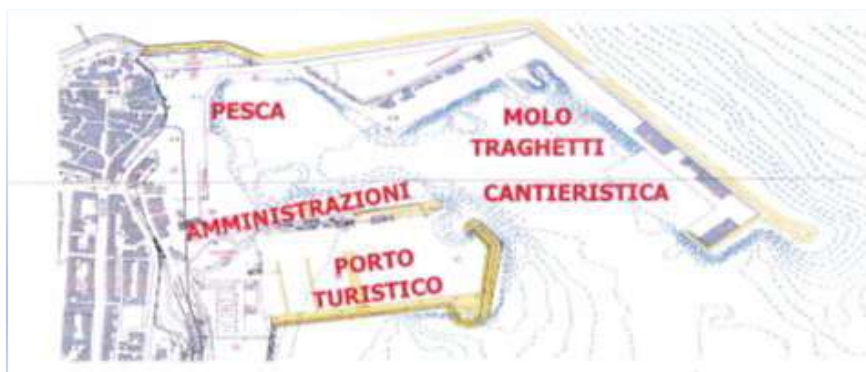 PESCA
MOLO
TRAGHETTI
CANTIERISTICA
AMMINISTRAZIONI
PORTO
TURISTICO